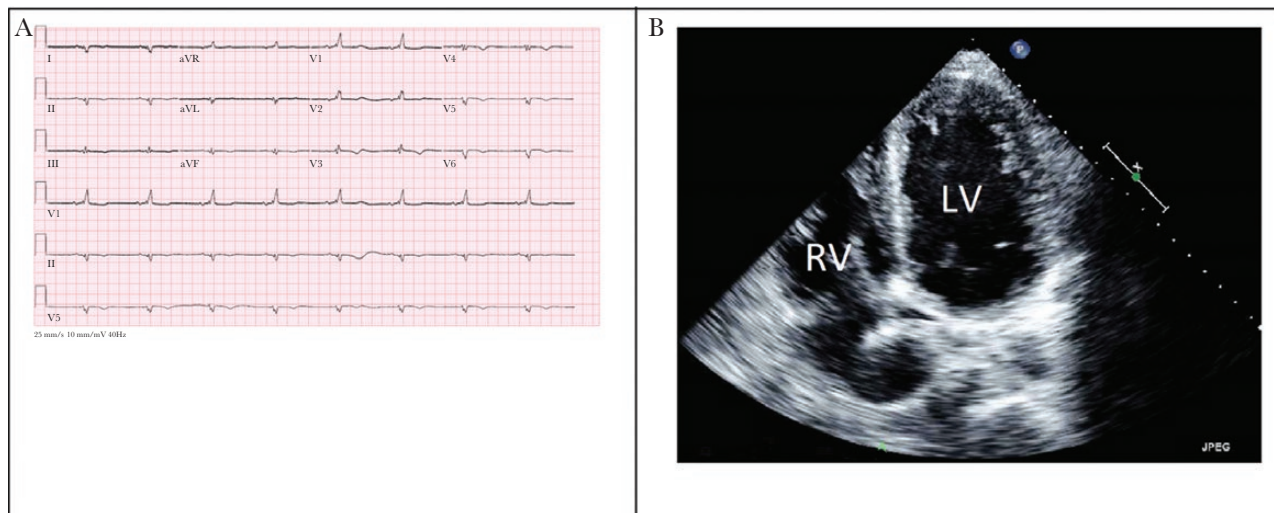 A
I aVR V1 V4
II aVL V2 V5
III aVF V3 V6
V1
II
V5
25 mm/s 10 mm/mV 40Hz
B
P
LV
RV
X
JPEG